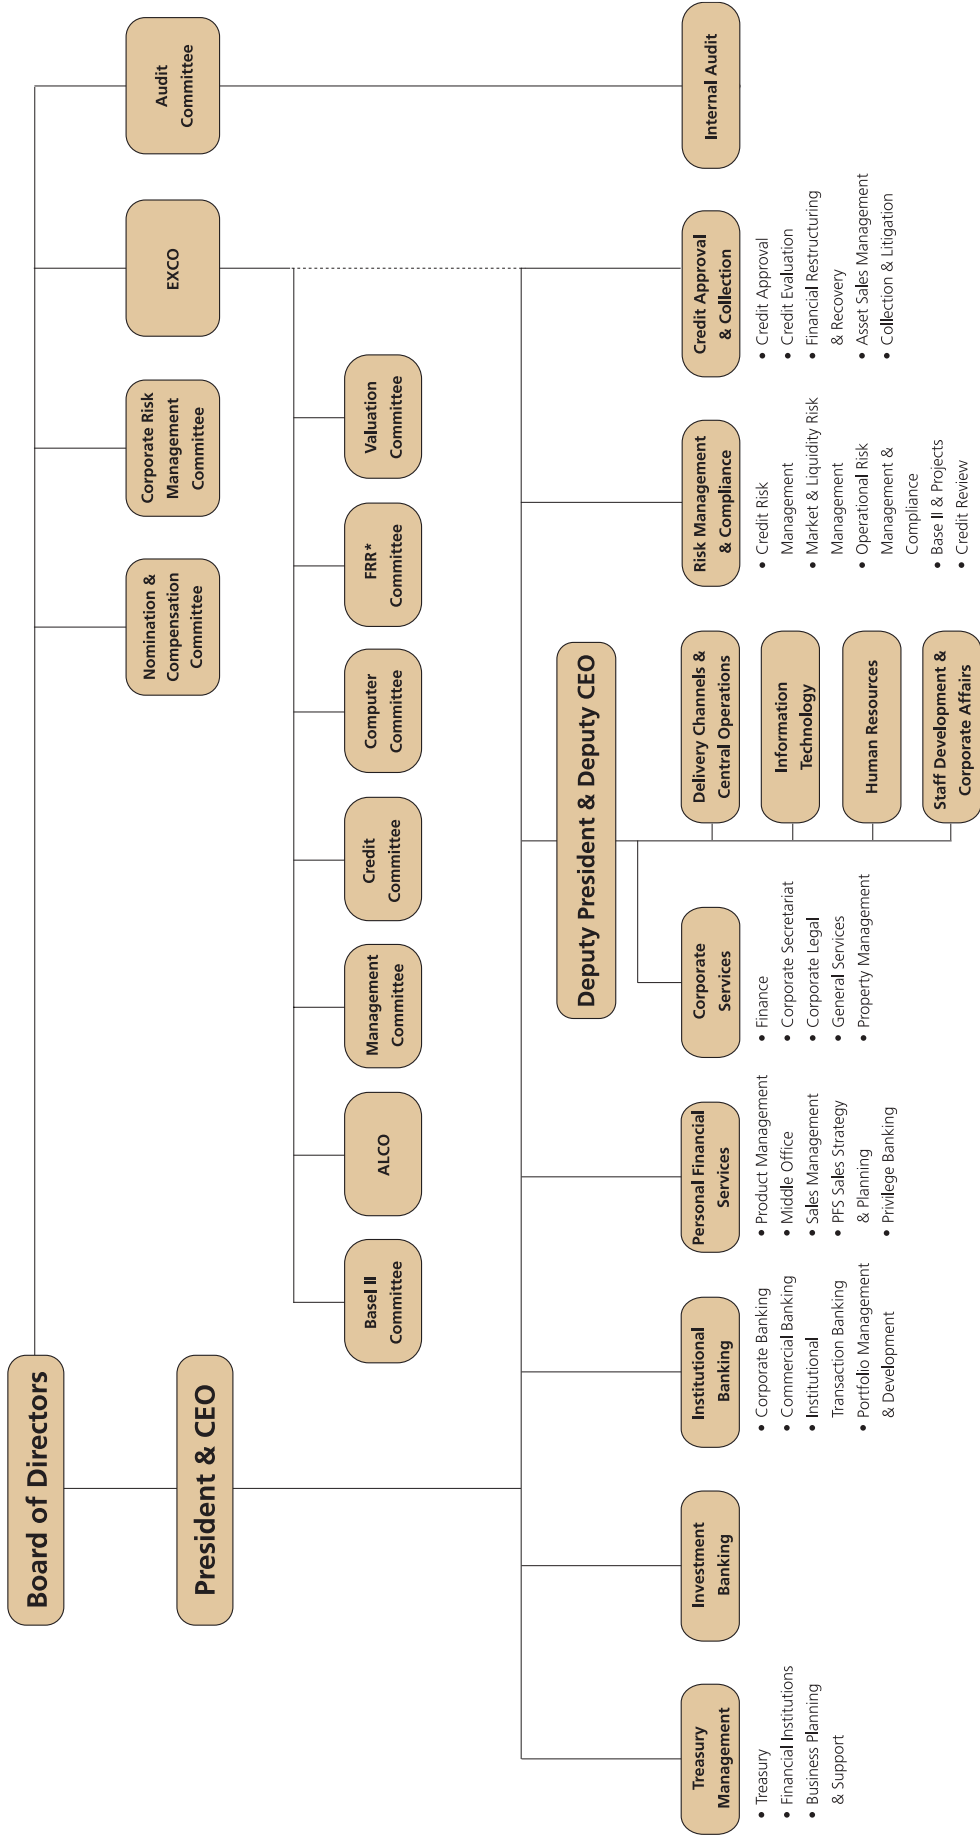 Board of Directors
President & CEO
Nomination &
Compensation
Committee
Corporate Risk
Management
Committee
EXCO
Audit
Committee
Basel II
Committee
ALCO
Management
Committee
Credit
Committee
Computer
Committee
FRR*
Committee
Valuation
Committee
Deputy President & Deputy CEO
Treasury
Management
• Treasury
• Financial Institutions
• Business Planning
& Support
Investment
Banking
Institutional
Banking
• Corporate Banking
• Commercial Banking
• Institutional
Transaction Banking
• Portfolio Management
& Development
Personal Financial
Services
• Product Management
• Middle Office
• Sales Management
• PFS Sales Strategy
& Planning
• Privilege Banking
Corporate
Services
• Finance
• Corporate Secretariat
• Corporate Legal
• General Services
• Property Management
Delivery Channels &
Central Operations
Information
Technology
Human Resources
Staff Development &
Corporate Affairs
Risk Management
& Compliance
• Credit Risk
Management
• Market & Liquidity Risk
Management
• Operational Risk
Management &
Compliance
• Base II & Projects
• Credit Review
Credit Approval
& Collection
• Credit Approval
• Credit Evaluation
• Financial Restructuring
& Recovery
• Asset Sales Management
• Collection & Litigation
Internal Audit